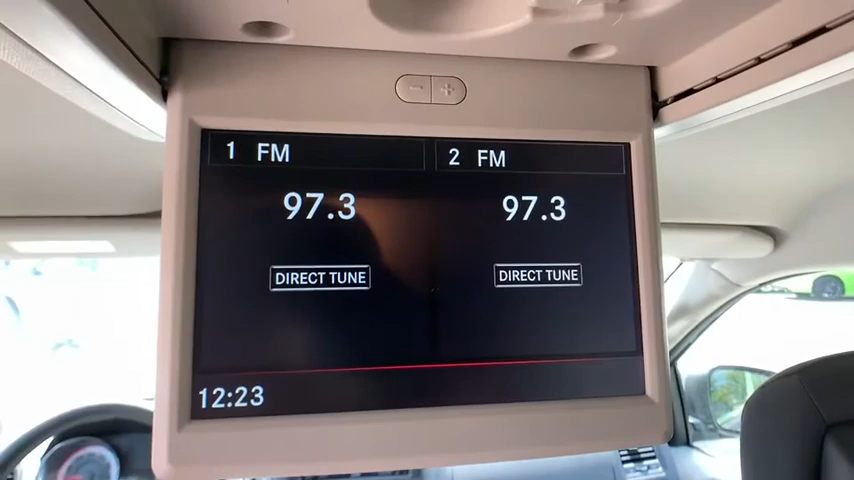 1 FM
2 FM
97.3
97.3
DIRECT TUNE
DIRECT TUNE
12:23